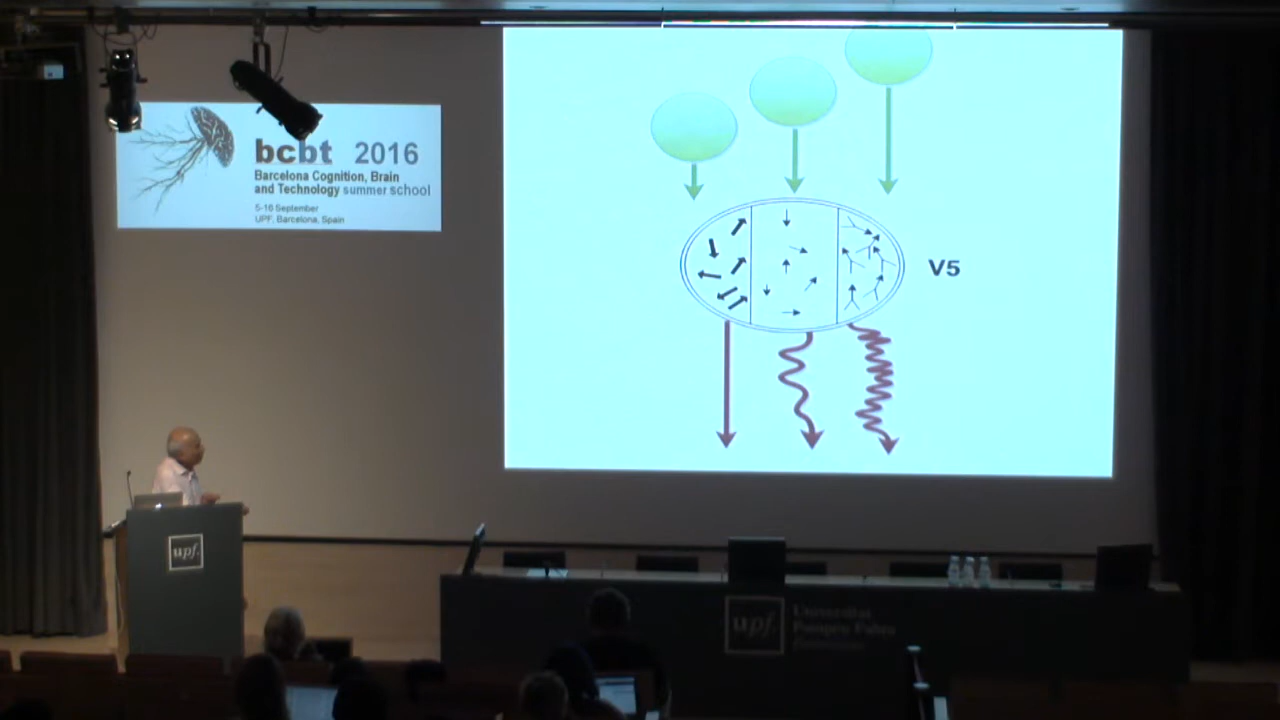 bcbt 2016
Barcelona Cognition, Brain
and Technology summer school
5-16 September
UPF, Barcelona, Spain
V5
upf.
upf.
Universitat
Pompeu Fabra
Barcelona